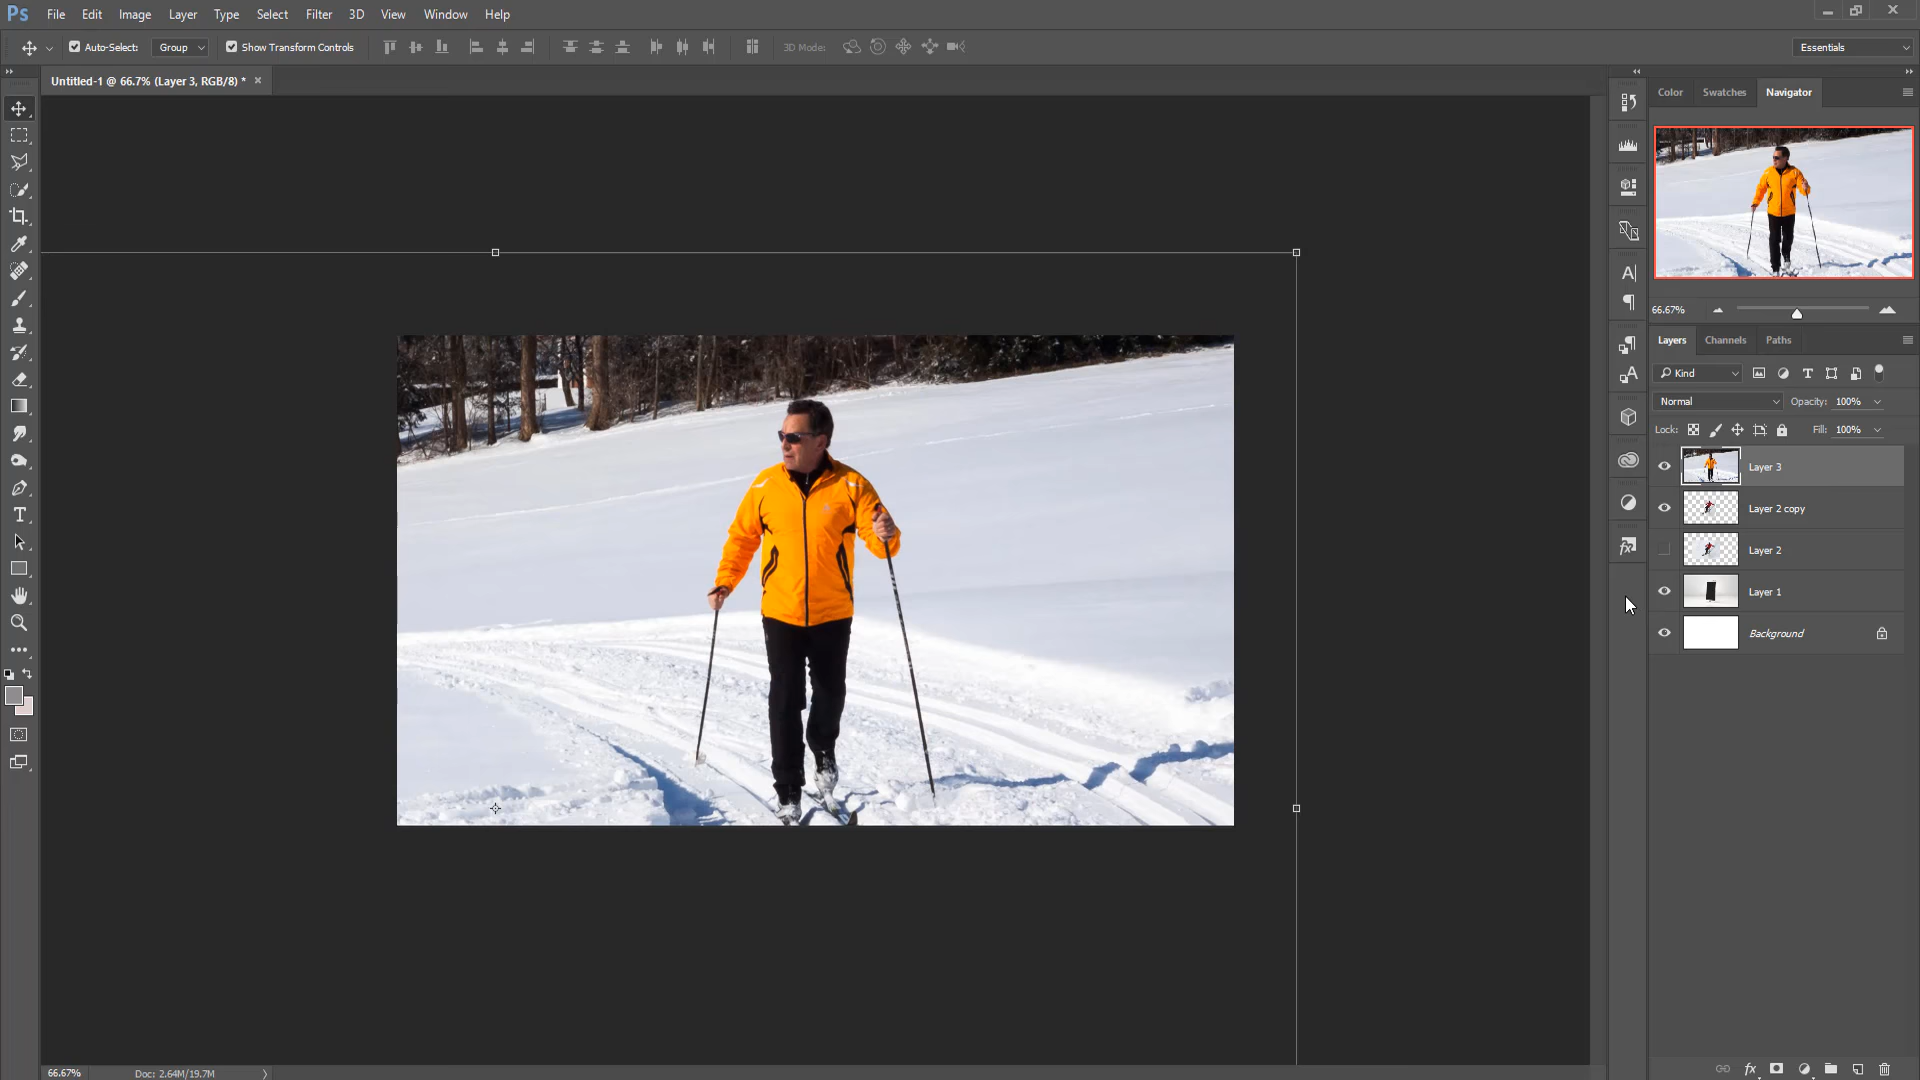 Ps File Edit Image Layer Type Select Filter 3D View Window Help
Auto-Select: Group Show Transform Controls 3D Mode: Essentials
Untitled-1 @ 66.7% (Layer 3, RGB/8) *
Color Swatches Navigator
66.67%
Layers Channels Paths
Kind
Normal Opacity: 100%
Lock: Fill: 100%
Layer 3
Layer 2 copy
Layer 2
Layer 1
Background
66.67% Doc: 2.64M/19.7M